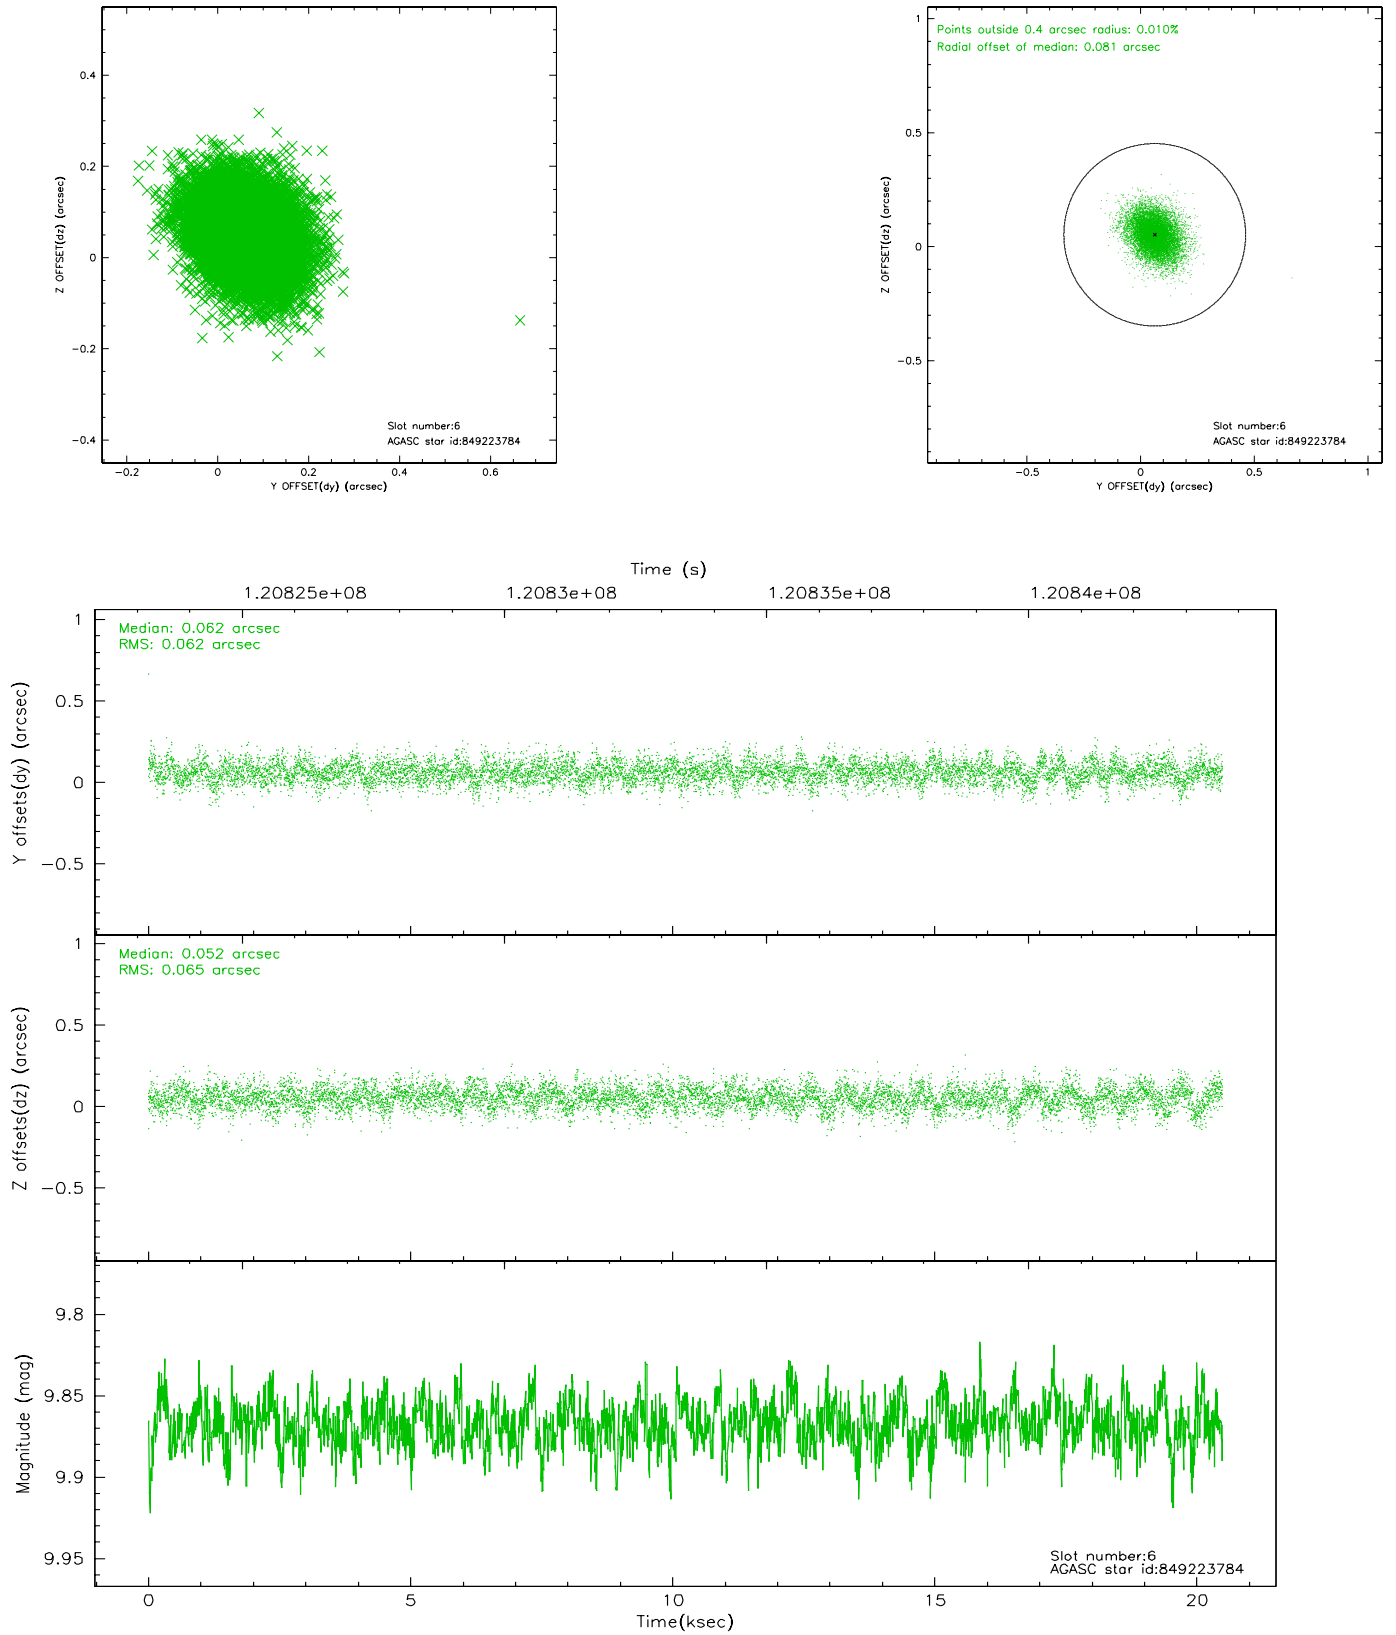 0.4
0.2
0
−0.2
−0.4
Z OFFSET(dz) (arcsec)
Slot number:6
AGASC star id:849223784
−0.2
0
0.2
0.4
0.6
Y OFFSET(dy) (arcsec)
Points outside 0.4 arcsec radius: 0.010%
Radial offset of median: 0.081 arcsec
1
0.5
0
−0.5
Z OFFSET(dz) (arcsec)
Slot number:6
AGASC star id:849223784
−0.5
0
0.5
1
Y OFFSET(dy) (arcsec)
Time (s)
1.20825e+08
1.2083e+08
1.20835e+08
1.2084e+08
Median: 0.062 arcsec
RMS: 0.062 arcsec
1
0.5
0
−0.5
Y offsets(dy) (arcsec)
Median: 0.052 arcsec
RMS: 0.065 arcsec
1
0.5
0
−0.5
Z offsets(dz) (arcsec)
9.8
9.85
9.9
9.95
Magnitude (mag)
Slot number:6
AGASC star id:849223784
0
5
10
15
20
Time(ksec)